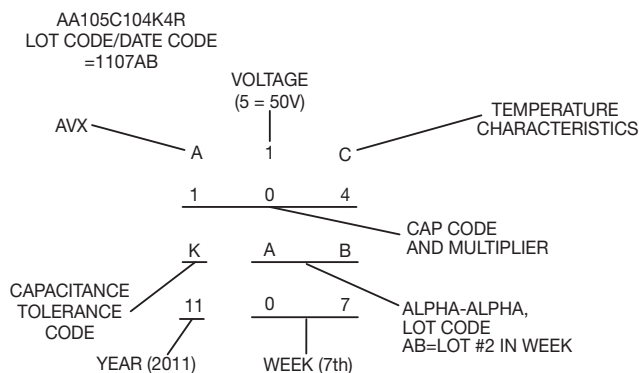 AA105C104K4R
LOT CODE/DATE CODE
=1107AB
VOLTAGE
(5 = 50V)
TEMPERATURE
CHARACTERISTICS
AVX
A 1 C
1 0 4
CAP CODE
AND MULTIPLIER
K A B
CAPACITANCE
TOLERANCE
CODE
11 0 7
ALPHA-ALPHA,
LOT CODE
AB=LOT #2 IN WEEK
YEAR (2011)
WEEK (7th)